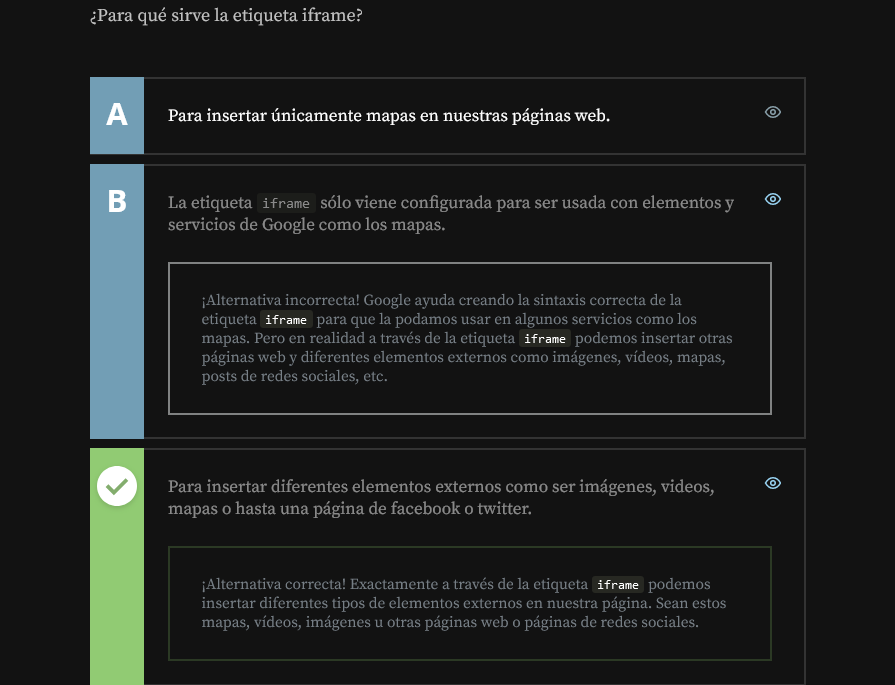 ¿Para qué sirve la etiqueta iframe?
A
Para insertar únicamente mapas en nuestras páginas web.
B
La etiqueta iframe sólo viene configurada para ser usada con elementos y
servicios de Google como los mapas.
¡Alternativa incorrecta! Google ayuda creando la sintaxis correcta de la
etiqueta iframe para que la podamos usar en algunos servicios como los
mapas. Pero en realidad a través de la etiqueta iframe podemos insertar otras
páginas web y diferentes elementos externos como imágenes, vídeos, mapas,
posts de redes sociales, etc.
Para insertar diferentes elementos externos como ser imágenes, videos,
mapas o hasta una página de facebook o twitter.
¡Alternativa correcta! Exactamente a través de la etiqueta iframe podemos
insertar diferentes tipos de elementos externos en nuestra página. Sean estos
mapas, vídeos, imágenes u otras páginas web o páginas de redes sociales.